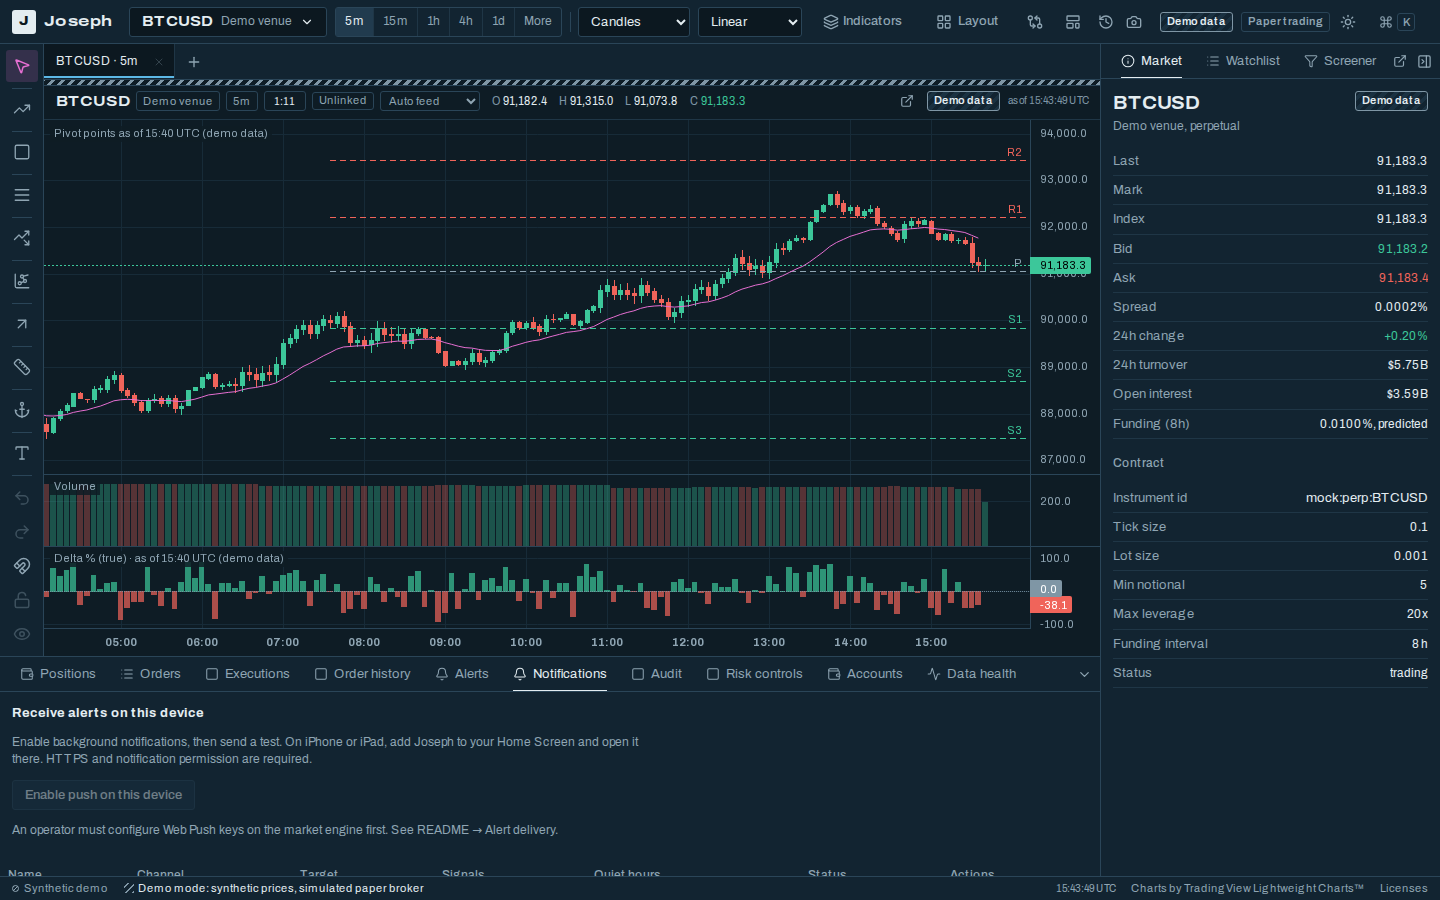 J Joseph BTCUSD Demo venue 5m 15m 1h 4h 1d More Candles Linear Indicators Layout Demo data Paper trading ⌘ K
BTCUSD · 5m × +
Market Watchlist Screener
BTCUSD Demo venue 5m 1:11 Unlinked Auto feed O 91,182.4 H 91,315.0 L 91,073.8 C 91,183.3 Demo data as of 15:43:49 UTC
Pivot points as of 15:40 UTC (demo data)
94,000.0
R2
93,000.0
R1
92,000.0
P
91,183.3
91,000.0
90,000.0
S1
89,000.0
S2
88,000.0
S3
87,000.0
Volume
200.0
Delta % (true) · as of 15:40 UTC (demo data)
100.0
0.0
-38.1
-100.0
05:00 06:00 07:00 08:00 09:00 10:00 11:00 12:00 13:00 14:00 15:00
BTCUSD Demo data
Demo venue, perpetual
Last 91,183.3
Mark 91,183.3
Index 91,183.3
Bid 91,183.2
Ask 91,183.4
Spread 0.0002%
24h change +0.20%
24h turnover $5.75B
Open interest $3.59B
Funding (8h) 0.0100%, predicted
Contract
Instrument id mock:perp:BTCUSD
Tick size 0.1
Lot size 0.001
Min notional 5
Max leverage 20x
Funding interval 8h
Status trading
Positions Orders Executions Order history Alerts Notifications Audit Risk controls Accounts Data health
Receive alerts on this device
Enable background notifications, then send a test. On iPhone or iPad, add Joseph to your Home Screen and open it
there. HTTPS and notification permission are required.
Enable push on this device
An operator must configure Web Push keys on the market engine first. See README → Alert delivery.
Name Channel Target Signals Quiet hours Status Actions
Synthetic demo Demo mode: synthetic prices, simulated paper broker 15:43:49 UTC Charts by TradingView Lightweight Charts™ Licenses